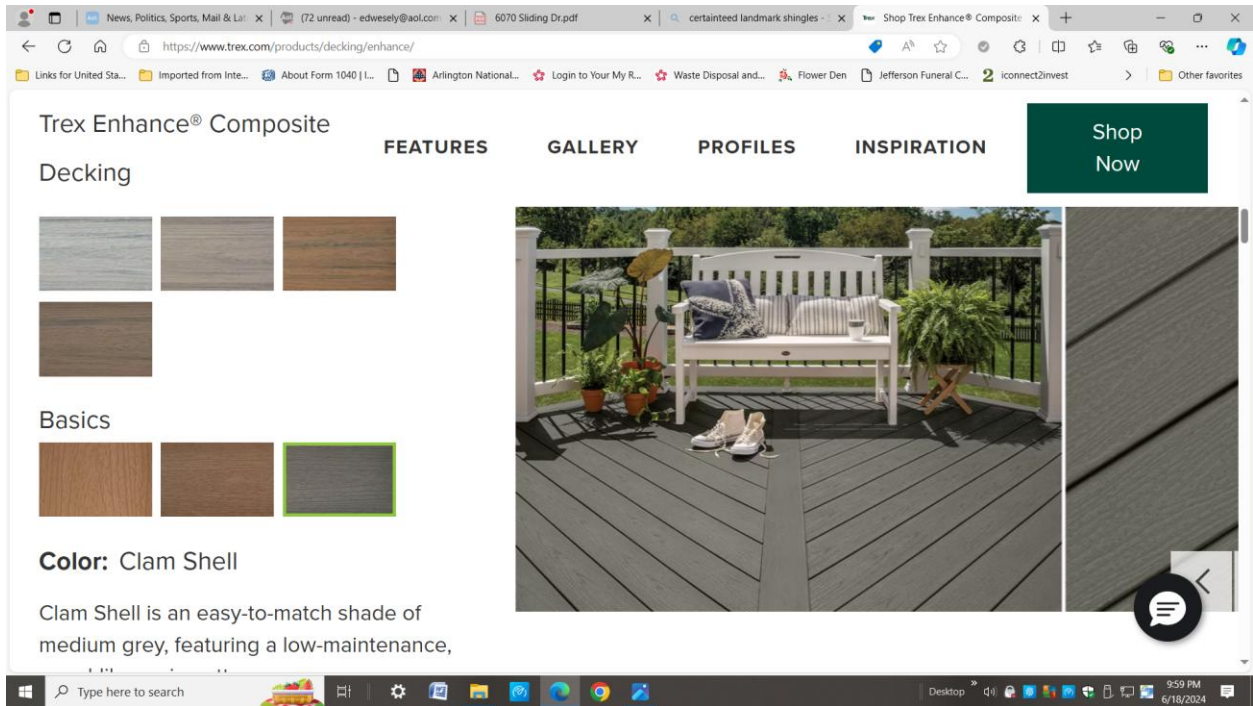 News, Politics, Sports, Mail & Lat
(72 unread) - edwesely@aol.com
6070 Sliding Dr.pdf
certainteed landmark shingles -
Shop Trex Enhance® Composite
https://www.trex.com/products/decking/enhance/
Links for United Sta...
Imported from Inte...
About Form 1040 | I...
Arlington National...
Login to Your My R...
Waste Disposal and...
Flower Den
Jefferson Funeral C...
iconnect2invest
Other favorites
Trex Enhance® Composite
Decking
FEATURES
GALLERY
PROFILES
INSPIRATION
Shop
Now
Basics
Color: Clam Shell
Clam Shell is an easy-to-match shade of
medium grey, featuring a low-maintenance,
Type here to search
Desktop
9:59 PM
6/18/2024